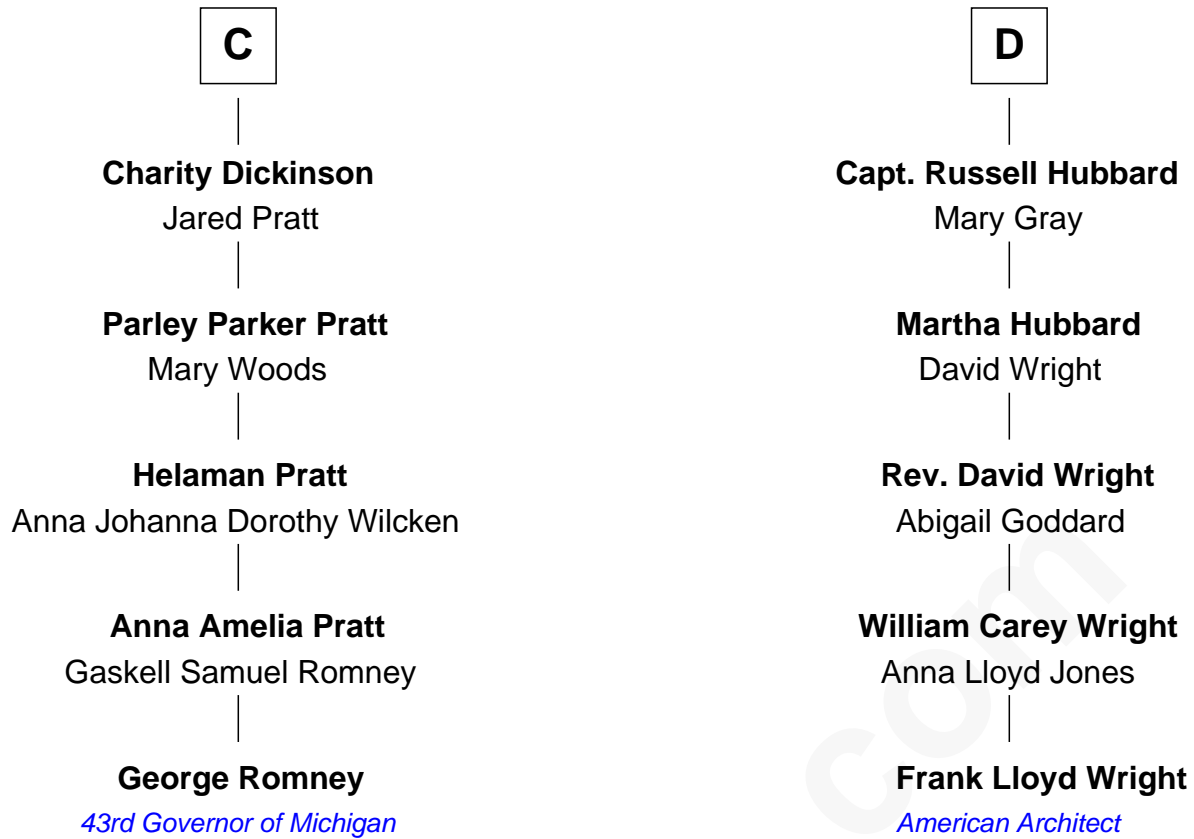 C
Charity Dickinson
Jared Pratt
Parley Parker Pratt
Mary Woods
Helaman Pratt
Anna Johanna Dorothy Wilcken
Anna Amelia Pratt
Gaskell Samuel Romney
George Romney
43rd Governor of Michigan
D
Capt. Russell Hubbard
Mary Gray
Martha Hubbard
David Wright
Rev. David Wright
Abigail Goddard
William Carey Wright
Anna Lloyd Jones
Frank Lloyd Wright
American Architect
com